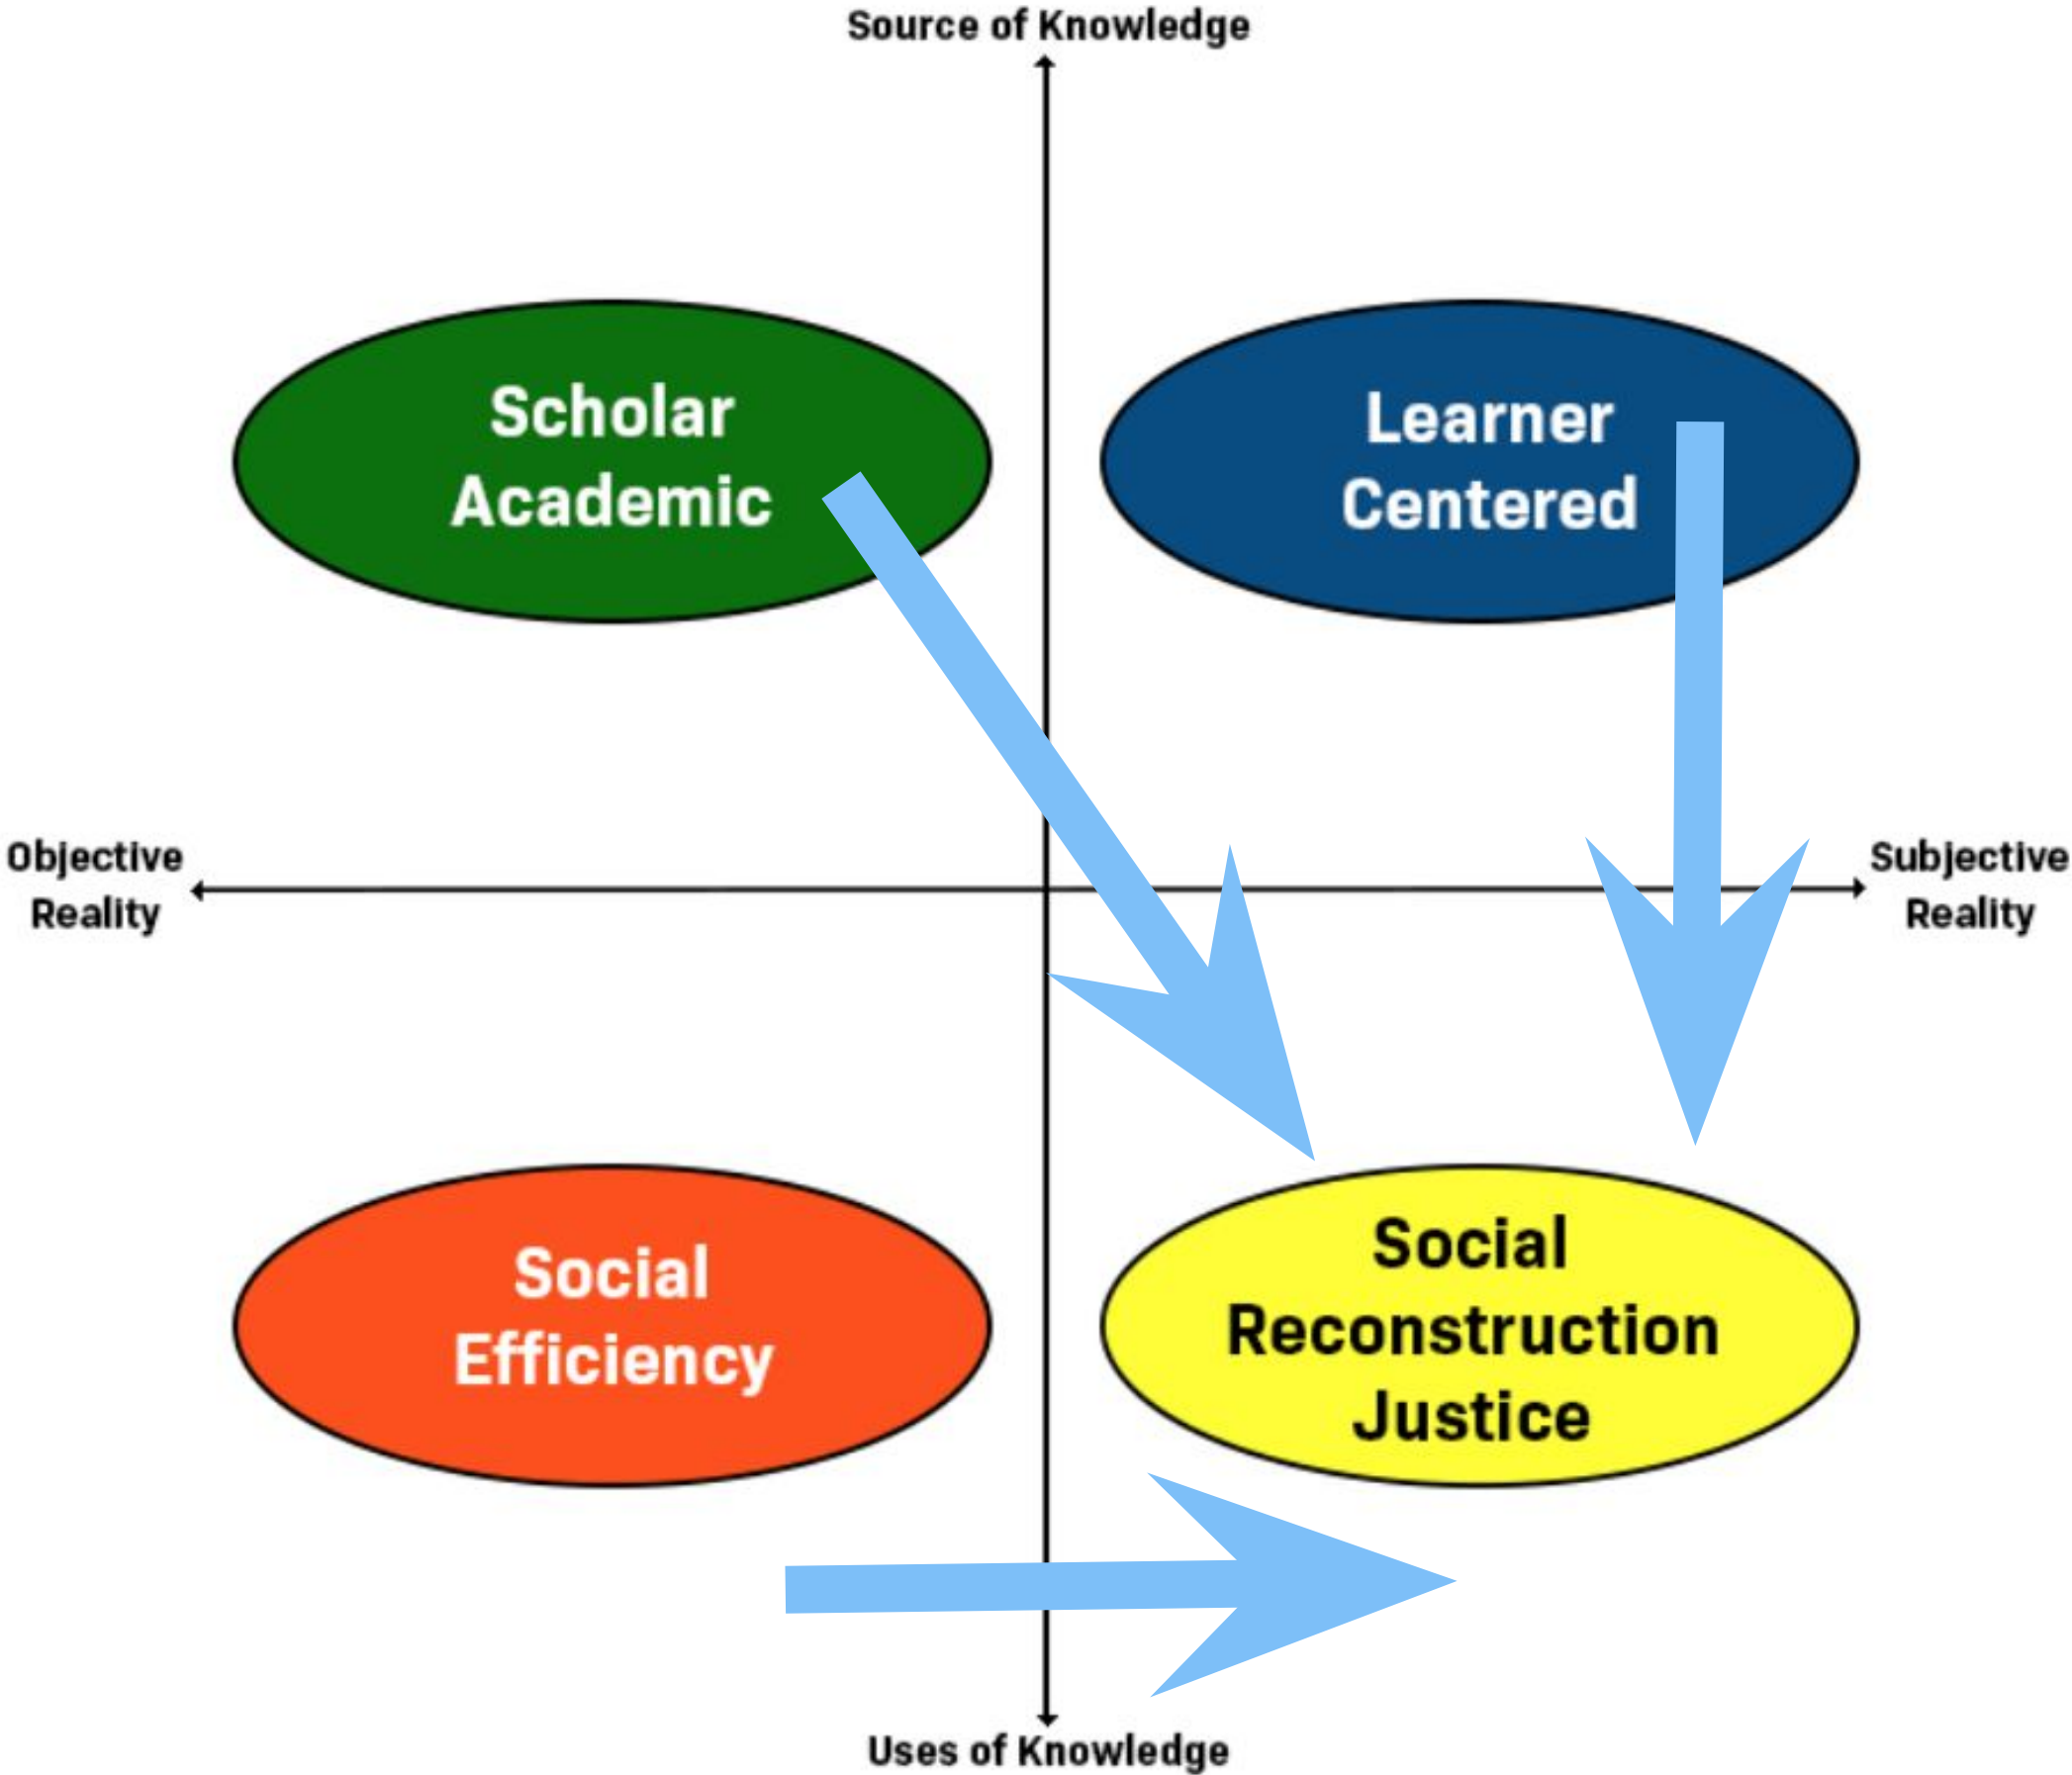 Source of Knowledge
Scholar
Academic
Learner
Centered
Objective
Reality
Subjective
Reality
Social
Efficiency
Social
Reconstruction
Justice
Uses of Knowledge